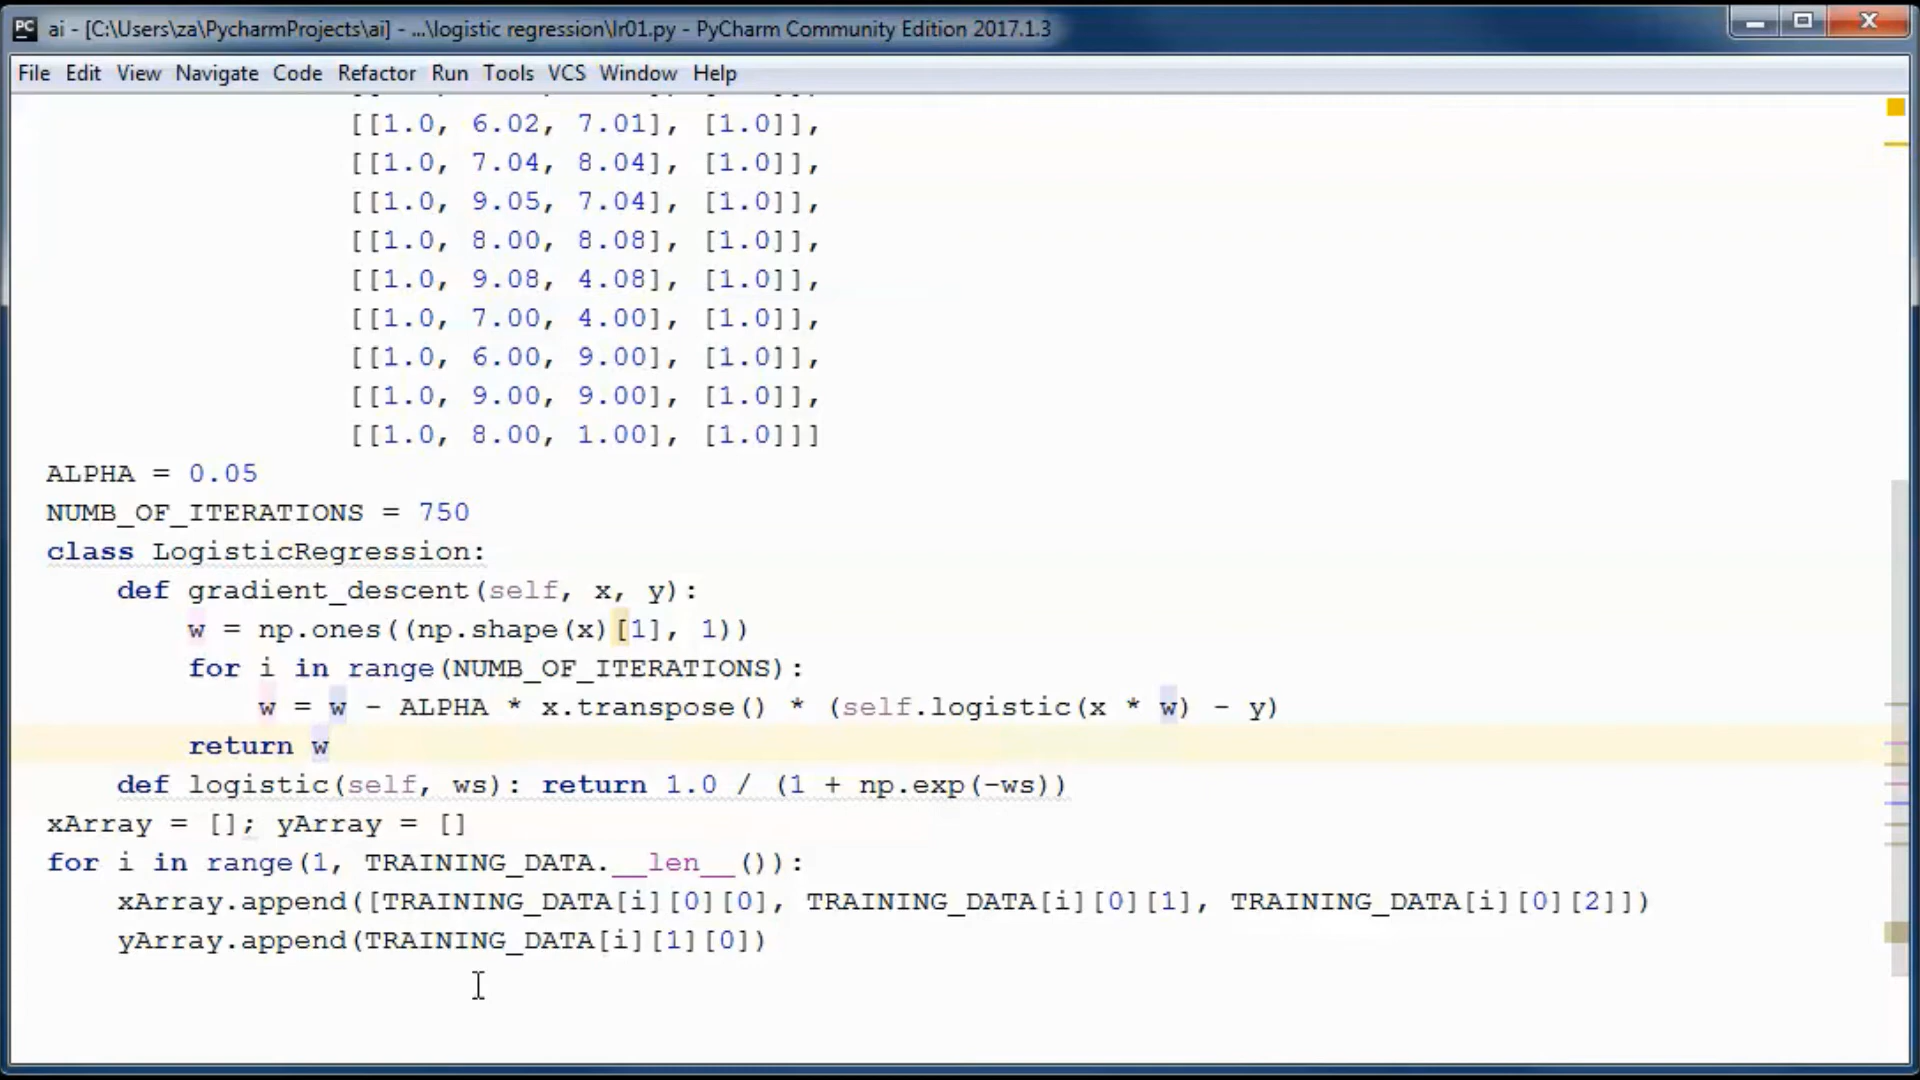 PC ai - [C:\Users\za\PycharmProjects\ai] - ...\logistic regression\lr01.py - PyCharm Community Edition 2017.1.3
File Edit View Navigate Code Refactor Run Tools VCS Window Help
[[1.0, 6.02, 7.01], [1.0]],
[[1.0, 7.04, 8.04], [1.0]],
[[1.0, 9.05, 7.04], [1.0]],
[[1.0, 8.00, 8.08], [1.0]],
[[1.0, 9.08, 4.08], [1.0]],
[[1.0, 7.00, 4.00], [1.0]],
[[1.0, 6.00, 9.00], [1.0]],
[[1.0, 9.00, 9.00], [1.0]],
[[1.0, 8.00, 1.00], [1.0]]]
ALPHA = 0.05
NUMB_OF_ITERATIONS = 750
class LogisticRegression:
def gradient_descent(self, x, y):
w = np.ones((np.shape(x)[1], 1))
for i in range(NUMB_OF_ITERATIONS):
w = w - ALPHA * x.transpose() * (self.logistic(x * w) - y)
return w
def logistic(self, ws): return 1.0 / (1 + np.exp(-ws))
xArray = []; yArray = []
for i in range(1, TRAINING_DATA.__len__()):
xArray.append([TRAINING_DATA[i][0][0], TRAINING_DATA[i][0][1], TRAINING_DATA[i][0][2]])
yArray.append(TRAINING_DATA[i][1][0])